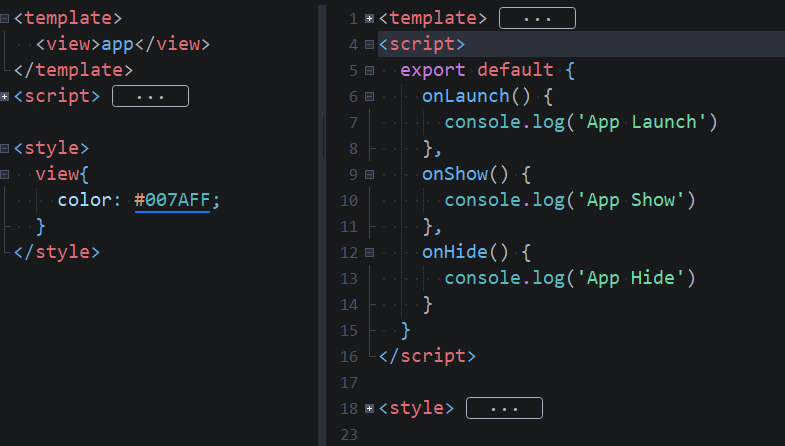 <template>
<view>app</view>
</template>
<script> ...
<style>
view{
color: #007AFF;
}
</style>
1 <template> ...
4 <script>
5 export default {
6 onLaunch() {
7 console.log('App Launch')
8 },
9 onShow() {
10 console.log('App Show')
11 },
12 onHide() {
13 console.log('App Hide')
14 }
15 }
16 </script>
17
18 <style> ...
23